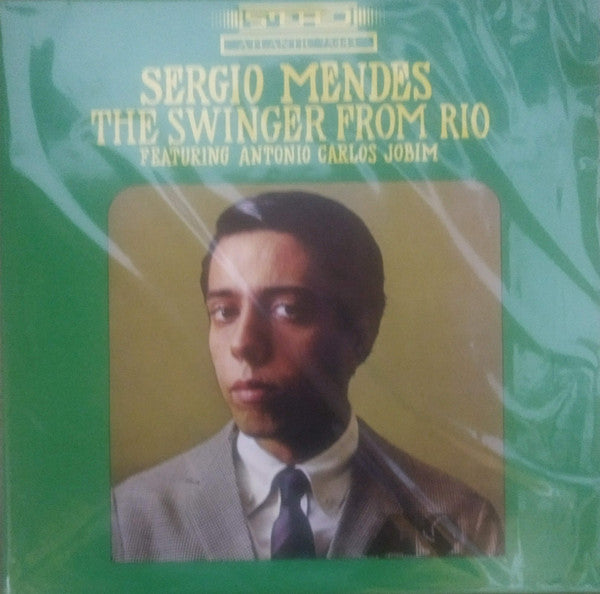 STEREO
SERGIO MENDES
THE SWINGER FROM RIO
FEATURING ANTONIO CARLOS JOBIM